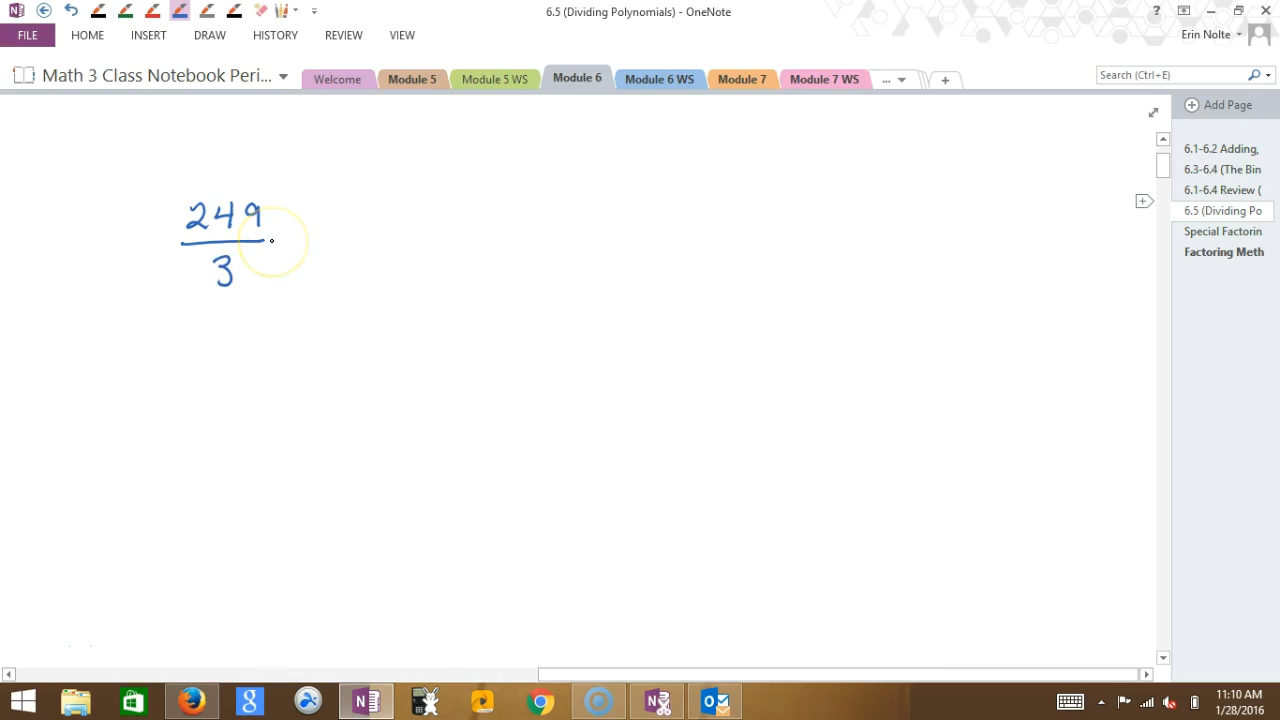 6.5 (Dividing Polynomials) - OneNote
?
FILE HOME INSERT DRAW HISTORY REVIEW VIEW
Erin Nolte
Math 3 Class Notebook Peri...
Welcome Module 5 Module 5 WS Module 6 Module 6 WS Module 7 Module 7 WS ...
Search (Ctrl+E)
Add Page
6.1-6.2 Adding,
6.3-6.4 (The Bin
6.1-6.4 Review (
6.5 (Dividing Po
Special Factorin
Factoring Meth
249
3
11:10 AM
1/28/2016